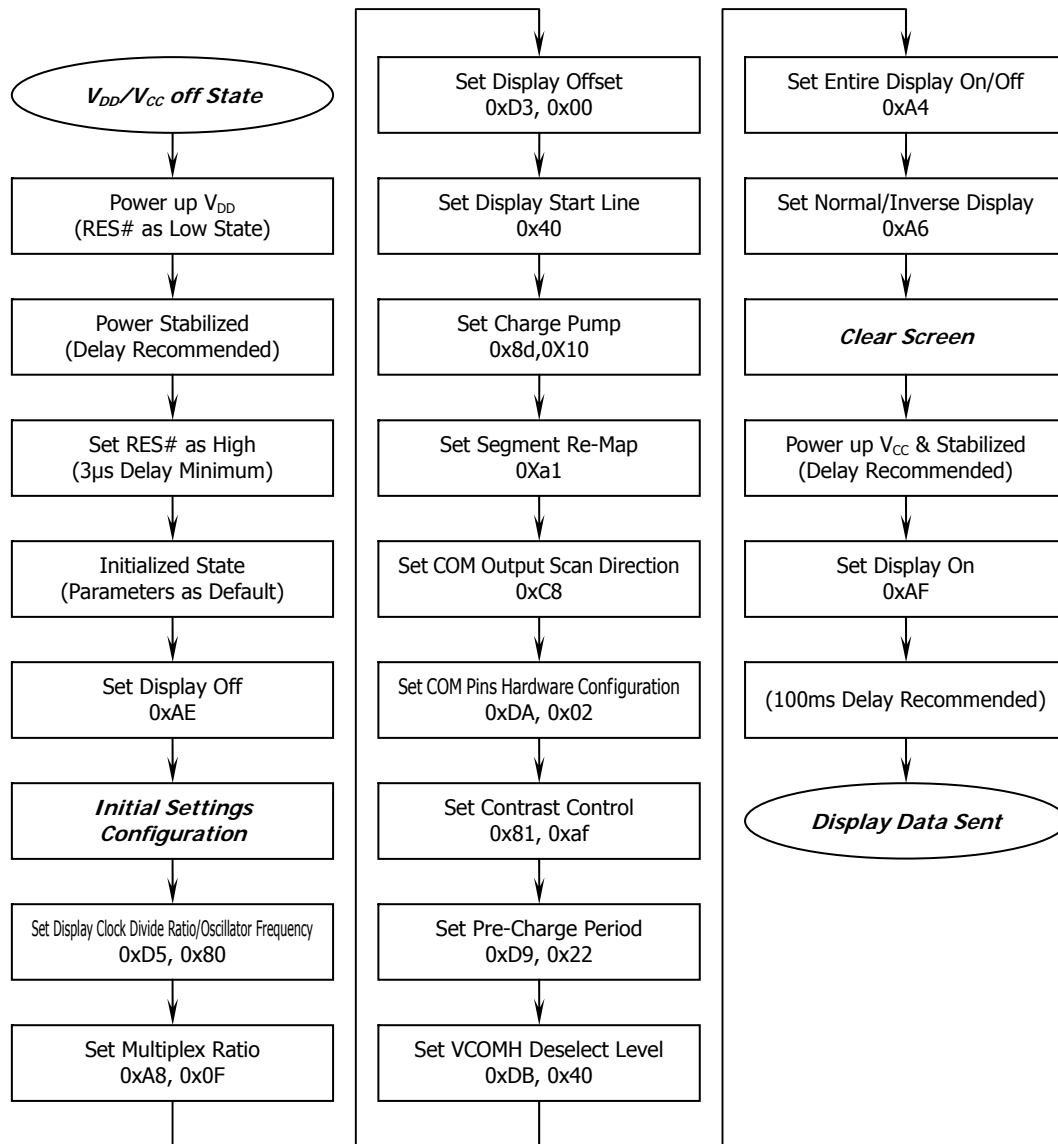 V_DD/V_CC off State
Power up V_DD
(RES# as Low State)
Power Stabilized
(Delay Recommended)
Set RES# as High
(3μs Delay Minimum)
Initialized State
(Parameters as Default)
Set Display Off
0xAE
Initial Settings
Configuration
Set Display Clock Divide Ratio/Oscillator Frequency
0xD5, 0x80
Set Multiplex Ratio
0xA8, 0x0F
Set Display Offset
0xD3, 0x00
Set Display Start Line
0x40
Set Charge Pump
0x8d,0X10
Set Segment Re-Map
0Xa1
Set COM Output Scan Direction
0xC8
Set COM Pins Hardware Configuration
0xDA, 0x02
Set Contrast Control
0x81, 0xaf
Set Pre-Charge Period
0xD9, 0x22
Set VCOMH Deselect Level
0xDB, 0x40
Set Entire Display On/Off
0xA4
Set Normal/Inverse Display
0xA6
Clear Screen
Power up V_CC & Stabilized
(Delay Recommended)
Set Display On
0xAF
(100ms Delay Recommended)
Display Data Sent